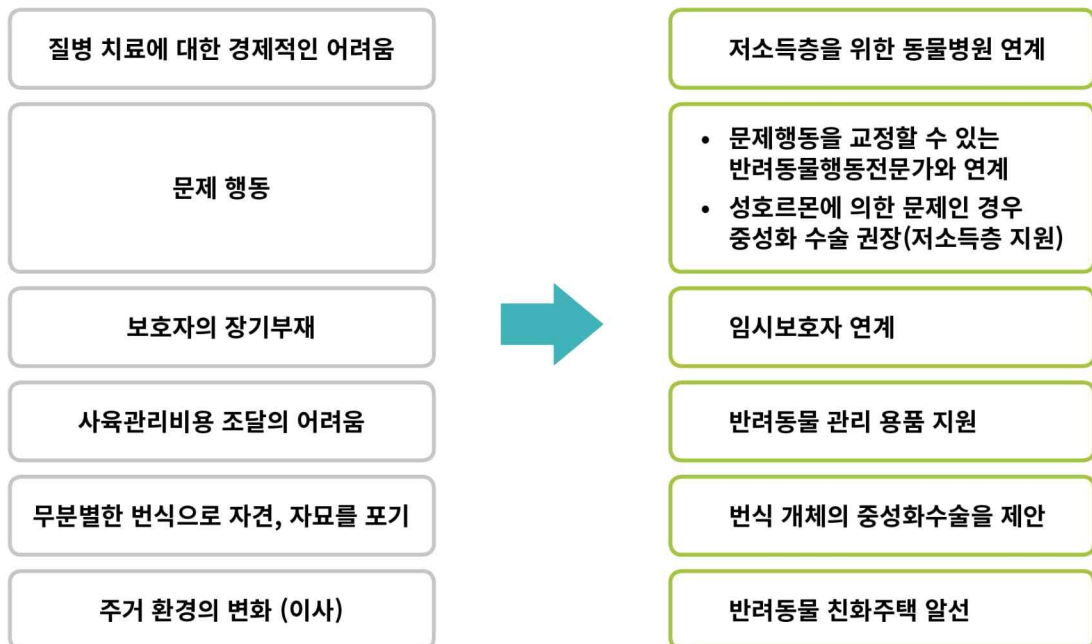 질병 치료에 대한 경제적인 어려움
저소득층을 위한 동물병원 연계
문제 행동
• 문제행동을 교정할 수 있는
반려동물행동전문가와 연계
• 성호르몬에 의한 문제인 경우
중성화 수술 권장(저소득층 지원)
보호자의 장기부재
임시보호자 연계
사육관리비용 조달의 어려움
반려동물 관리 용품 지원
무분별한 번식으로 자견, 자묘를 포기
번식 개체의 중성화수술을 제안
주거 환경의 변화 (이사)
반려동물 친화주택 알선